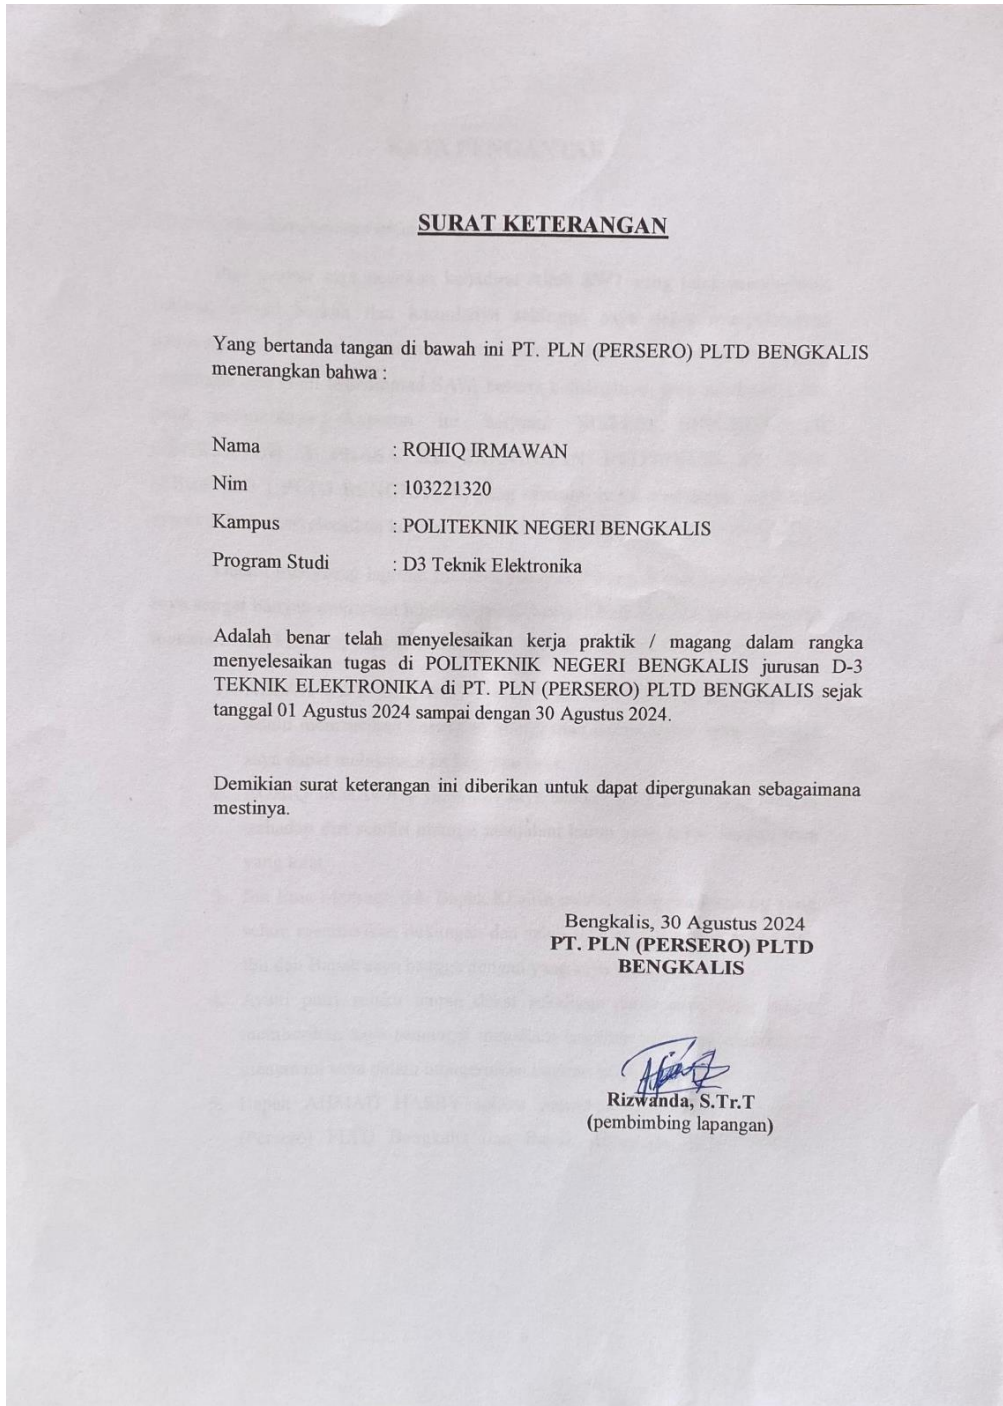 SURAT KETERANGAN
Yang bertanda tangan di bawah ini PT. PLN (PERSERO) PLTD BENGKALIS
menerangkan bahwa :
Nama : ROHIQ IRMAWAN
Nim : 103221320
Kampus : POLITEKNIK NEGERI BENGKALIS
Program Studi : D3 Teknik Elektronika
Adalah benar telah menyelesaikan kerja praktik / magang dalam rangka
menyelesaikan tugas di POLITEKNIK NEGERI BENGKALIS jurusan D-3
TEKNIK ELEKTRONIKA di PT. PLN (PERSERO) PLTD BENGKALIS sejak
tanggal 01 Agustus 2024 sampai dengan 30 Agustus 2024.
Demikian surat keterangan ini diberikan untuk dapat dipergunakan sebagaimana
mestinya.
Bengkalis, 30 Agustus 2024
PT. PLN (PERSERO) PLTD
BENGKALIS
Rizwanda, S.Tr.T
(pembimbing lapangan)